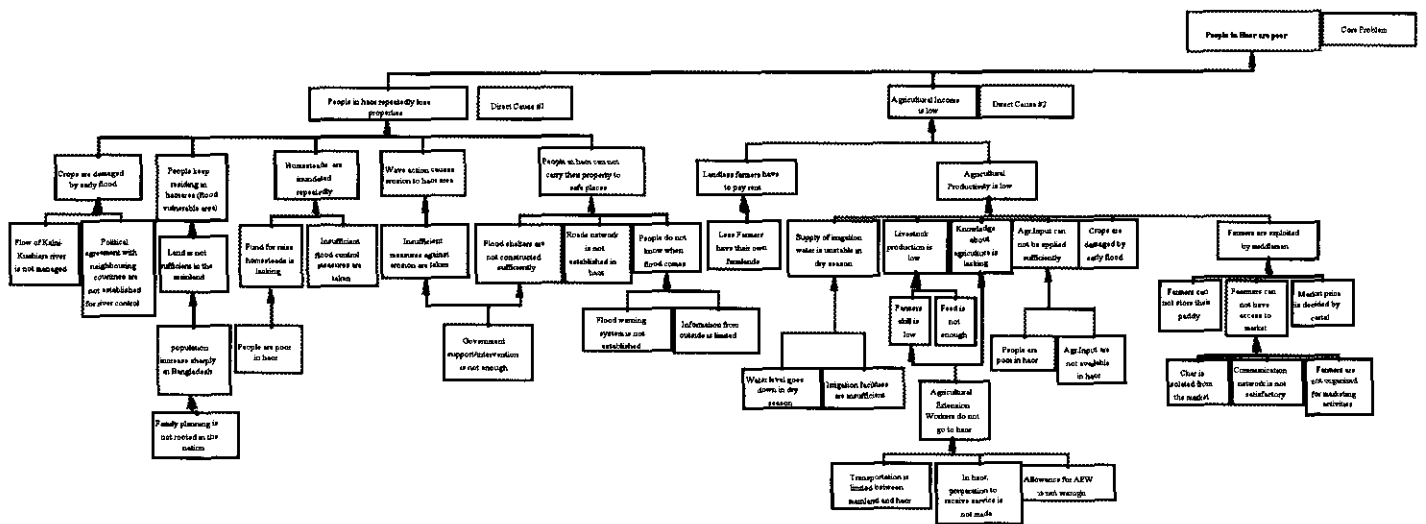 People in Haor are poor
Core Problem
People in haor repeatedly lose
properties
Direct Cause #1
Agricultural Income
is low
Direct Cause #2
Crops are damaged
by early flood
People keep
residing in
hazares (flood
vulnerable area)
Homesteads are
inundated
repeatedly
Wave action causes
erosion to haor area
People in haor can not
carry their property to
safe places
Landless farmers have
to pay rent
Agricultural
Productivity is low
Flow of Kalni-
Kushiara river
is not managed
Political
agreement with
neighbouring
countries are
not established
for river control
Land is not
sufficient in the
mainland
Fund for raise
homesteads is
lacking
Insufficient
flood control
measures are
taken
Insufficient
measures against
erosion are taken
Flood shelters are
not constructed
sufficiently
Roads network
is not
established in
haor
People do not
know when
flood comes
Less Farmers
have their own
farmlands
Supply of irrigation
water is unstable in
dry season
Livestock
production is
low
Knowledge
about
agriculture is
lacking
Agr.Input can
not be applied
sufficiently
Crops are
damaged by
early flood
Farmers are exploited
by middleman
population
increase sharply
in Bangladesh
People are poor
in haor
Government
support/intervention
is not enough
Flood warning
system is not
established
Information from
outside is limited
Farmers
skill is
low
Feed is
not
enough
People are
poor in haor
Agr.Input are
not available
in haor
Farmers can
not store their
paddy
Fearmers can
not have
access to
market
Market price
is decided by
cartel
Family planning is
not rooted in the
nation
Water level goes
down in dry
season
Irrigation facilities
are insufficient
Agricultural
Extension
Workers do not
go to haor
Char is
isolated from
the market
Communication
network is not
satisfactory
Farmers are
not organized
for marketing
activities
Transportation is
limited between
mainland and haor
In haor,
preparation to
receive service is
not made
Allowance for AEW
is not enough